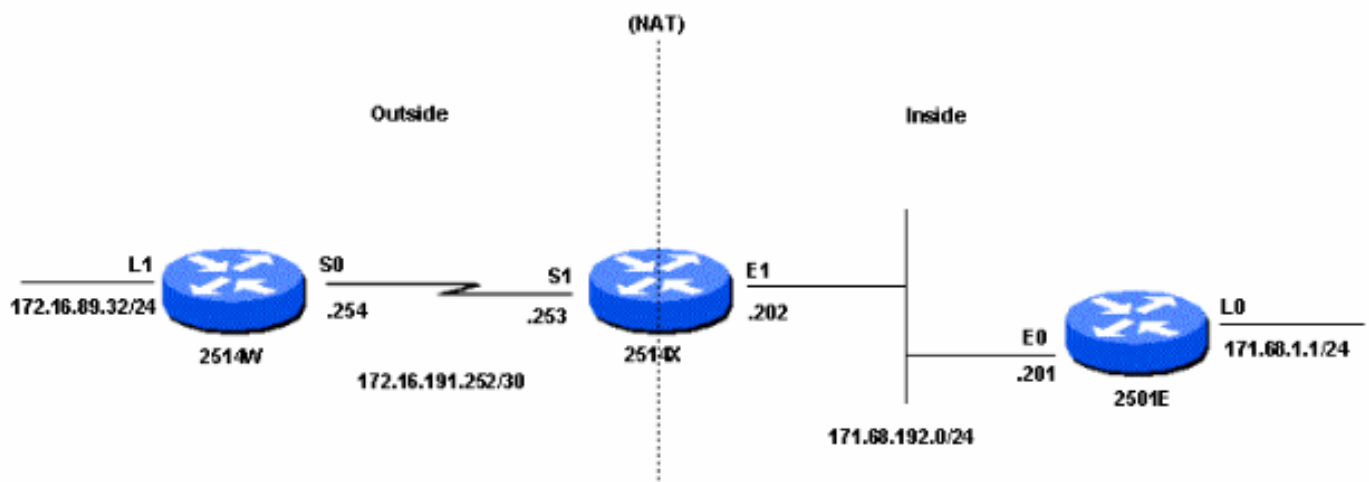 (NAT)
Outside
Inside
L1
S0
S1
E1
172.16.89.32/24
.254
.253
.202
E0
L0
2514W
2514X
.201
171.68.1.1/24
172.16.191.252/30
2501E
171.68.192.0/24